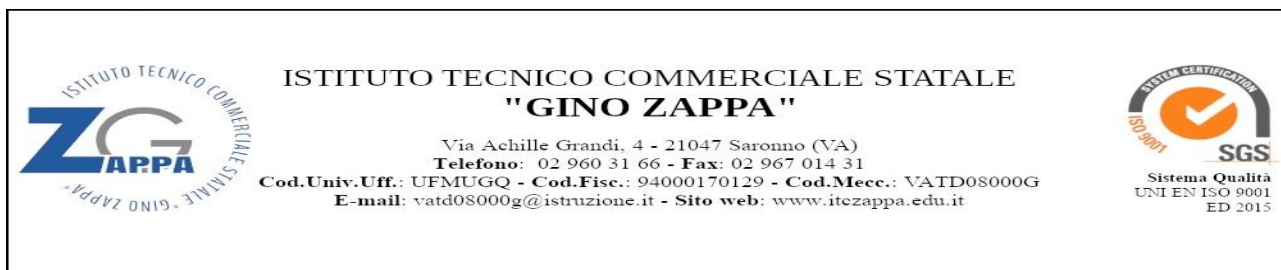 ISTITUTO TECNICO COMMERCIALE STATALE "GINO ZAPPA"
ZG
APPA
ISTITUTO TECNICO COMMERCIALE STATALE
"GINO ZAPPA"
Via Achille Grandi, 4 - 21047 Saronno (VA)
Telefono: 02 960 31 66 - Fax: 02 967 014 31
Cod.Univ.Uff.: UFMUGQ - Cod.Fisc.: 94000170129 - Cod.Mecc.: VATD08000G
E-mail: vatd08000g@istruzione.it - Sito web: www.itczappa.edu.it
SYSTEM CERTIFICATION
ISO 9001
SGS
Sistema Qualità
UNI EN ISO 9001
ED 2015